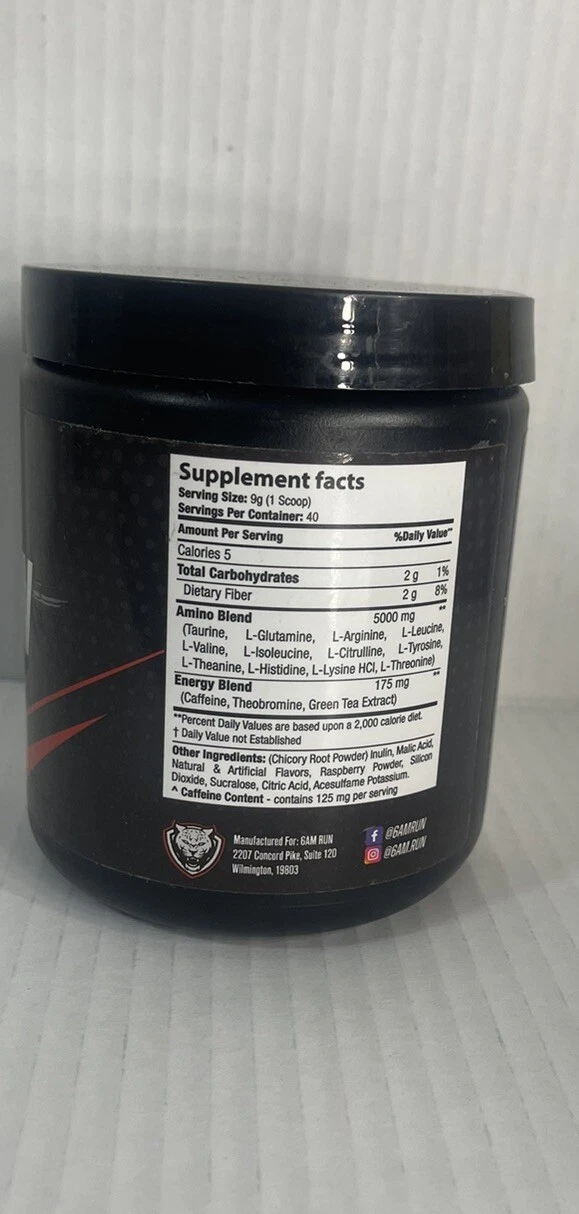 Supplement facts
Serving Size: 9g (1 Scoop)
Servings Per Container: 40
Amount Per Serving %Daily Value**
Calories 5
Total Carbohydrates 2 g 1%
Dietary Fiber 2 g 8%
Amino Blend 5000 mg **
(Taurine, L-Glutamine, L-Arginine, L-Leucine,
L-Valine, L-Isoleucine, L-Citrulline, L-Tyrosine,
L-Theanine, L-Histidine, L-Lysine HCI, L-Threonine)
Energy Blend 175 mg **
(Caffeine, Theobromine, Green Tea Extract)
**Percent Daily Values are based upon a 2,000 calorie diet.
† Daily Value not Established
Other Ingredients: (Chicory Root Powder) Inulin, Malic Acid,
Natural & Artificial Flavors, Raspberry Powder, Silicon
Dioxide, Sucralose, Citric Acid, Acesulfame Potassium.
^ Caffeine Content - contains 125 mg per serving
Manufactured For: 6AM RUN
2207 Concord Pike, Suite 120
Wilmington, 19803
f @6AMRUN
@6AM.RUN